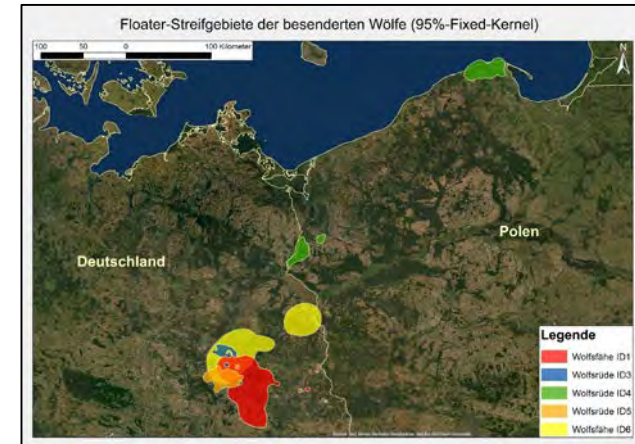 Floater-Streifgebiete der besenderten Wölfe (95%-Fixed-Kernel)
100 50 0 100 Kilometer
N
Polen
Deutschland
Legende
Wolfsfähe ID1
Wolfsrüde ID3
Wolfsrüde ID4
Wolfsrüde ID5
Wolfsfähe ID6